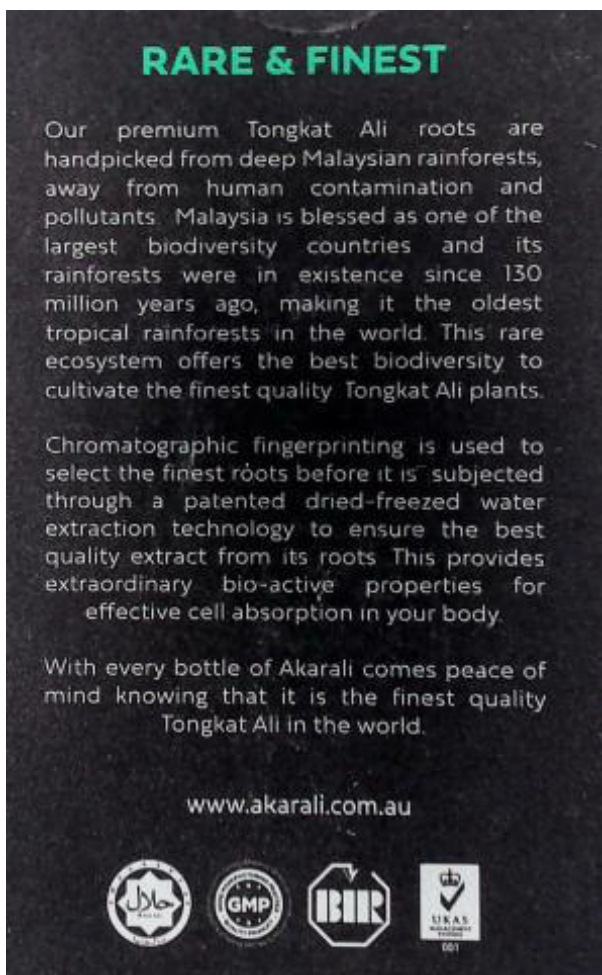 RARE & FINEST
Our premium Tongkat Ali roots are
handpicked from deep Malaysian rainforests,
away from human contamination and
pollutants. Malaysia is blessed as one of the
largest biodiversity countries and its
rainforests were in existence since 130
million years ago, making it the oldest
tropical rainforests in the world. This rare
ecosystem offers the best biodiversity to
cultivate the finest quality Tongkat Ali plants.
Chromatographic fingerprinting is used to
select the finest roots before it is subjected
through a patented dried-freezed water
extraction technology to ensure the best
quality extract from its roots. This provides
extraordinary bio-active properties for
effective cell absorption in your body.
With every bottle of Akarali comes peace of
mind knowing that it is the finest quality
Tongkat Ali in the world.
www.akarali.com.au
حلال
GMP
BIR
UKAS
MANAGEMENT
SYSTEMS
001